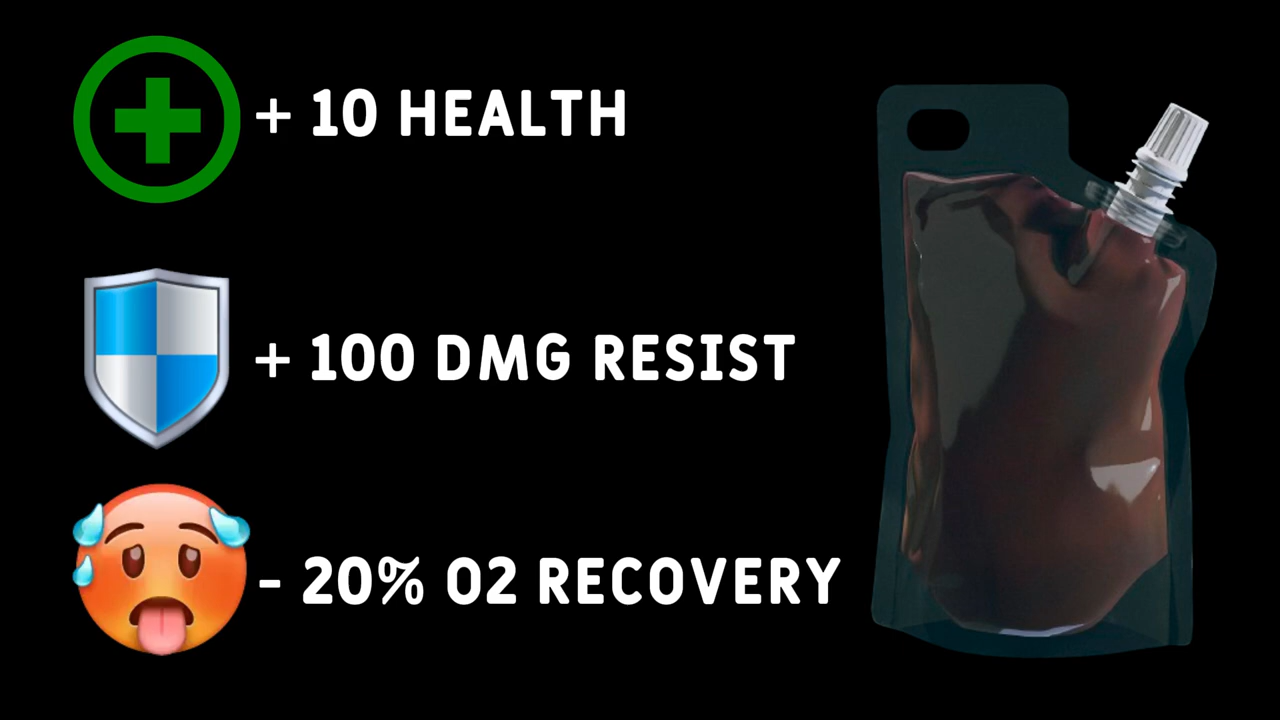 + 10 HEALTH
+ 100 DMG RESIST
- 20% O2 RECOVERY